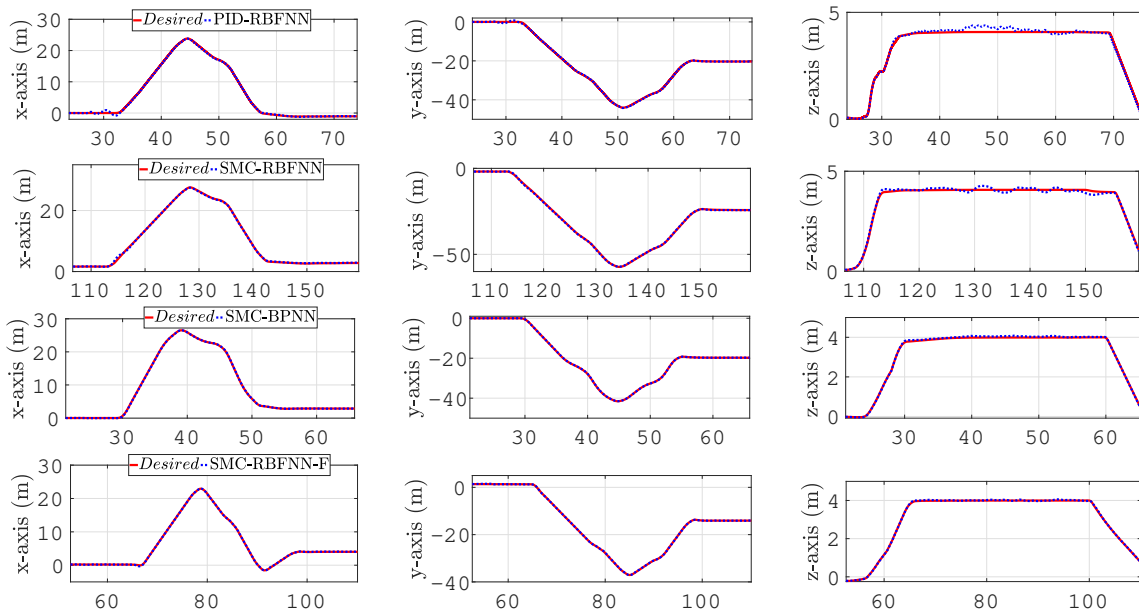 Desired PID-RBFNN
x-axis (m)
30
20
10
0
30 40 50 60 70
y-axis (m)
0
−20
−40
30 40 50 60 70
z-axis (m)
5
0
30 40 50 60 70
Desired SMC-RBFNN
x-axis (m)
20
0
110 120 130 140 150
y-axis (m)
0
−50
110 120 130 140 150
z-axis (m)
5
0
110 120 130 140 150
Desired SMC-BPNN
x-axis (m)
30
20
10
0
30 40 50 60
y-axis (m)
0
−20
−40
30 40 50 60
z-axis (m)
4
2
0
30 40 50 60
Desired SMC-RBFNN-F
x-axis (m)
30
20
10
0
60 80 100
y-axis (m)
0
−20
−40
60 80 100
z-axis (m)
4
2
0
60 80 100